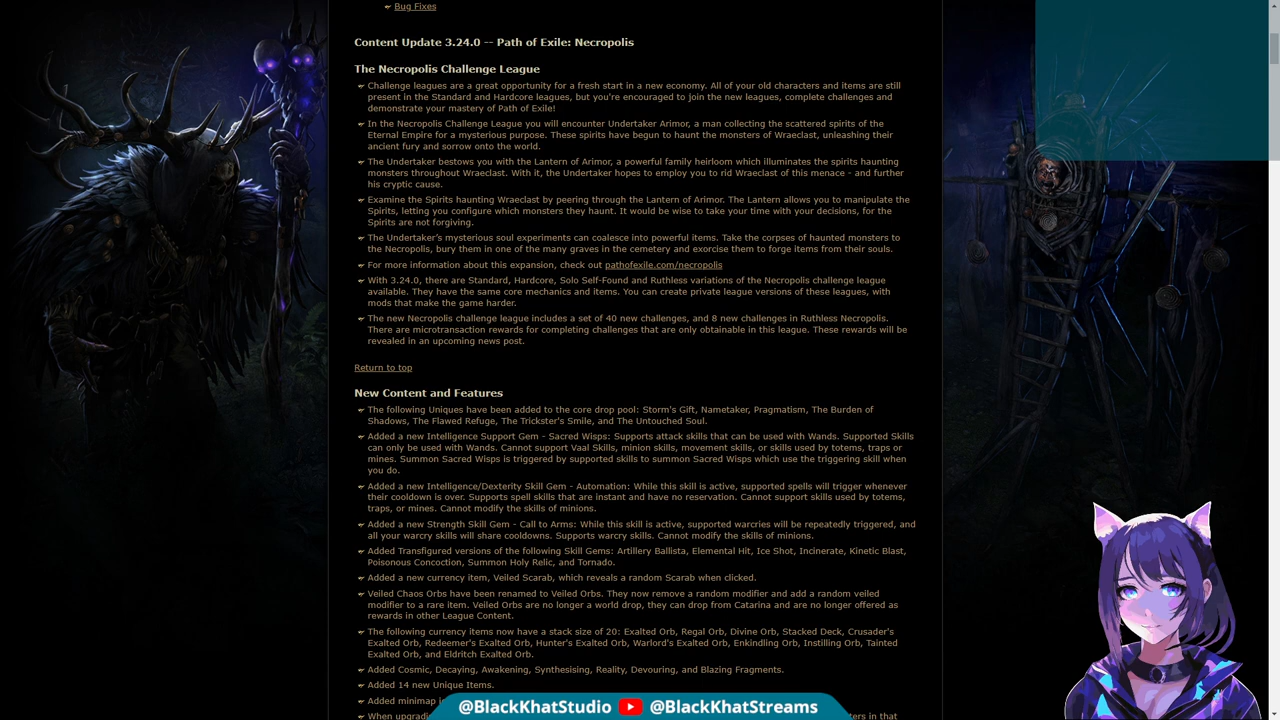 Bug Fixes
Content Update 3.24.0 -- Path of Exile: Necropolis
The Necropolis Challenge League
Challenge leagues are a great opportunity for a fresh start in a new economy. All of your old characters and items are still
present in the Standard and Hardcore leagues, but you're encouraged to join the new leagues, complete challenges and
demonstrate your mastery of Path of Exile!
In the Necropolis Challenge League you will encounter Undertaker Arimor, a man collecting the scattered spirits of the
Eternal Empire for a mysterious purpose. These spirits have begun to haunt the monsters of Wraeclast, unleashing their
ancient fury and sorrow onto the world.
The Undertaker bestows you with the Lantern of Arimor, a powerful family heirloom which illuminates the spirits haunting
monsters throughout Wraeclast. With it, the Undertaker hopes to employ you to rid Wraeclast of this menace - and further
his cryptic cause.
Examine the Spirits haunting Wraeclast by peering through the Lantern of Arimor. The Lantern allows you to manipulate the
Spirits, letting you configure which monsters they haunt. It would be wise to take your time with your decisions, for the
Spirits are not forgiving.
The Undertaker's mysterious soul experiments can coalesce into powerful items. Take the corpses of haunted monsters to
the Necropolis, bury them in one of the many graves in the cemetery and exorcise them to forge items from their souls.
For more information about this expansion, check out pathofexile.com/necropolis
With 3.24.0, there are Standard, Hardcore, Solo Self-Found and Ruthless variations of the Necropolis challenge league
available. They have the same core mechanics and items. You can create private league versions of these leagues, with
mods that make the game harder.
The new Necropolis challenge league includes a set of 40 new challenges, and 8 new challenges in Ruthless Necropolis.
There are microtransaction rewards for completing challenges that are only obtainable in this league. These rewards will be
revealed in an upcoming news post.
Return to top
New Content and Features
The following Uniques have been added to the core drop pool: Storm's Gift, Nametaker, Pragmatism, The Burden of
Shadows, The Flawed Refuge, The Trickster's Smile, and The Untouched Soul.
Added a new Intelligence Support Gem - Sacred Wisps: Supports attack skills that can be used with Wands. Supported Skills
can only be used with Wands. Cannot support Vaal Skills, minion skills, movement skills, or skills used by totems, traps or
mines. Summon Sacred Wisps is triggered by supported skills to summon Sacred Wisps which use the triggering skill when
you do.
Added a new Intelligence/Dexterity Skill Gem - Automation: While this skill is active, supported spells will trigger whenever
their cooldown is over. Supports spell skills that are instant and have no reservation. Cannot support skills used by totems,
traps, or mines. Cannot modify the skills of minions.
Added a new Strength Skill Gem - Call to Arms: While this skill is active, supported warcries will be repeatedly triggered, and
all your warcry skills will share cooldowns. Supports warcry skills. Cannot modify the skills of minions.
Added Transfigured versions of the following Skill Gems: Artillery Ballista, Elemental Hit, Ice Shot, Incinerate, Kinetic Blast,
Poisonous Concoction, Summon Holy Relic, and Tornado.
Added a new currency item, Veiled Scarab, which reveals a random Scarab when clicked.
Veiled Chaos Orbs have been renamed to Veiled Orbs. They now remove a random modifier and add a random veiled
modifier to a rare item. Veiled Orbs are no longer a world drop, they can drop from Catarina and are no longer offered as
rewards in other League Content.
The following currency items now have a stack size of 20: Exalted Orb, Regal Orb, Divine Orb, Stacked Deck, Crusader's
Exalted Orb, Redeemer's Exalted Orb, Hunter's Exalted Orb, Warlord's Exalted Orb, Enkindling Orb, Instilling Orb, Tainted
Exalted Orb, and Eldritch Exalted Orb.
Added Cosmic, Decaying, Awakening, Synthesising, Reality, Devouring, and Blazing Fragments.
Added 14 new Unique Items.
Added minimap
When upgradi
ters in that
@BlackKhatStudio @BlackKhatStreams